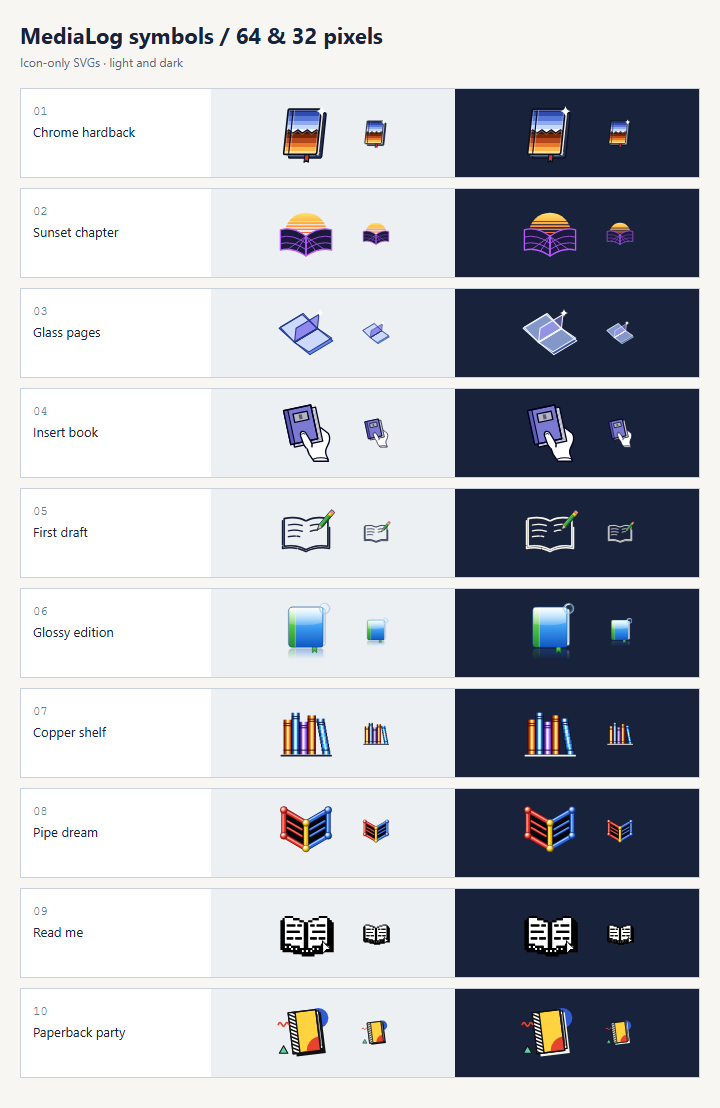 MediaLog symbols / 64 & 32 pixels
Icon-only SVGs · light and dark
01
Chrome hardback
02
Sunset chapter
03
Glass pages
04
Insert book
05
First draft
06
Glossy edition
07
Copper shelf
08
Pipe dream
09
Read me
10
Paperback party